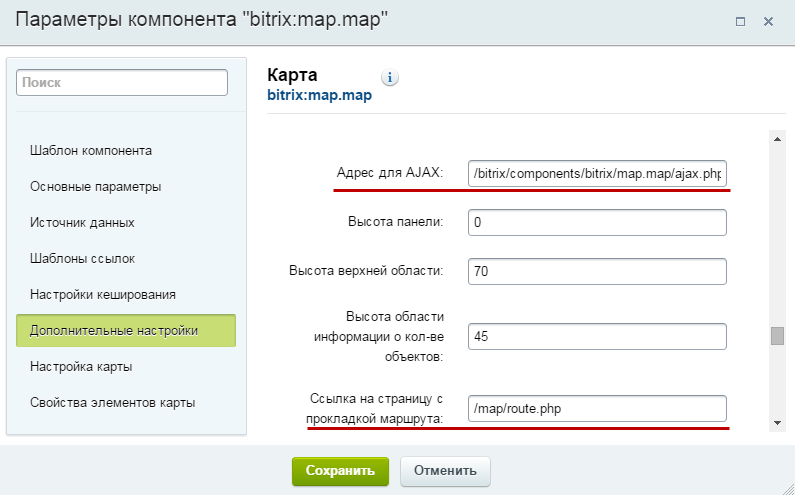 Параметры компонента "bitrix:map.map"
Поиск
Шаблон компонента
Основные параметры
Источник данных
Шаблоны ссылок
Настройки кеширования
Дополнительные настройки
Настройка карты
Свойства элементов карты
Карта
i
bitrix:map.map
Адрес для AJAX:
/bitrix/components/bitrix/map.map/ajax.php
Высота панели:
0
Высота верхней области:
70
Высота области
информации о кол-ве
объектов:
45
Ссылка на страницу с
прокладкой маршрута:
/map/route.php
Сохранить
Отменить